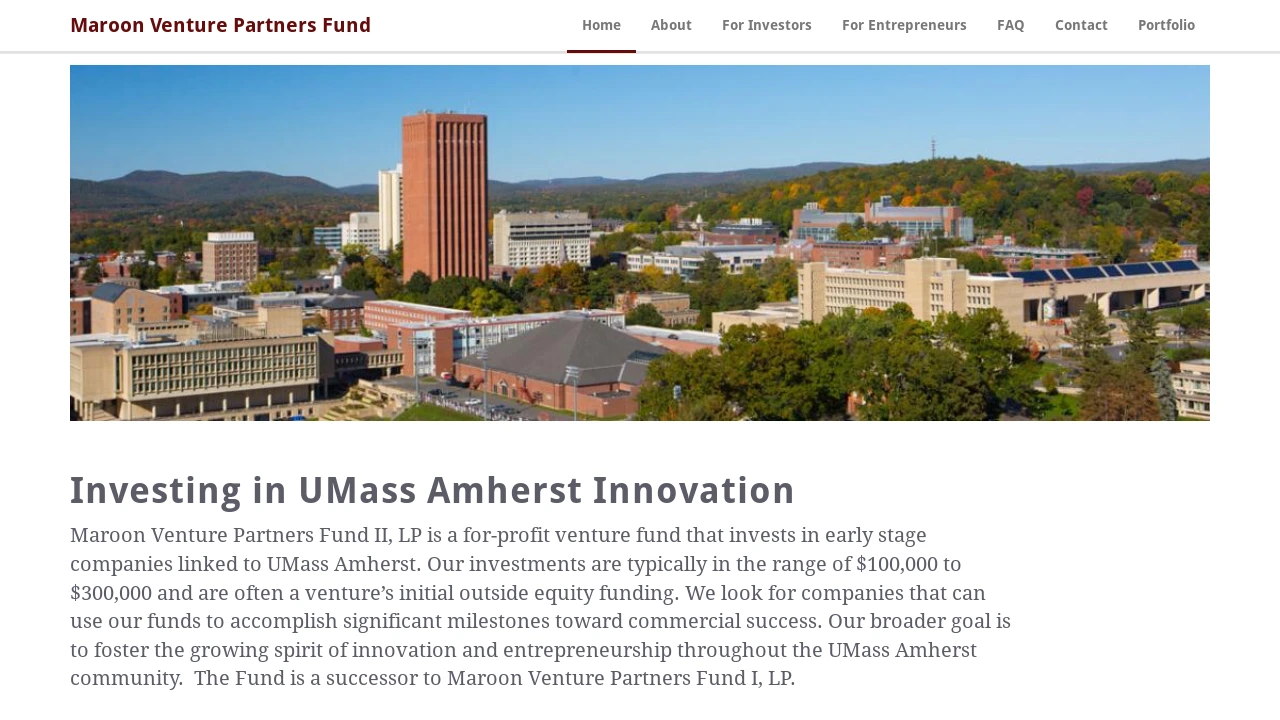 Maroon Venture Partners Fund
Home About For Investors For Entrepreneurs FAQ Contact Portfolio
Investing in UMass Amherst Innovation
Maroon Venture Partners Fund II, LP is a for-profit venture fund that invests in early stage
companies linked to UMass Amherst. Our investments are typically in the range of $100,000 to
$300,000 and are often a venture’s initial outside equity funding. We look for companies that can
use our funds to accomplish significant milestones toward commercial success. Our broader goal is
to foster the growing spirit of innovation and entrepreneurship throughout the UMass Amherst
community.  The Fund is a successor to Maroon Venture Partners Fund I, LP.